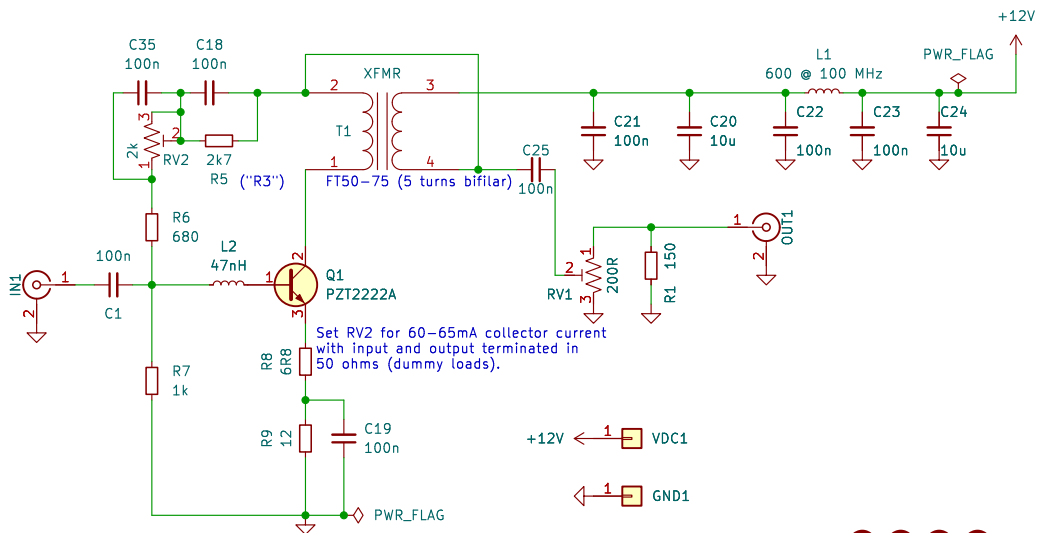 +12V
C35
100n
C18
100n
L1
600 @ 100 MHz
PWR_FLAG
XFMR
2
3
T1
1
4
3
2k
2
RV2
1
2k7
R5
("R3")
FT50-75 (5 turns bifilar)
C21
100n
C20
10u
C22
100n
C23
100n
C24
10u
C25
100n
R6
680
L2
47nH
100n
C1
IN1
1
2
1
2
3
Q1
PZT2222A
1
2
3
RV1
200R
R1
150
1
2
OUT1
Set RV2 for 60-65mA collector current
with input and output terminated in
50 ohms (dummy loads).
R8
6R8
R7
1k
R9
12
C19
100n
PWR_FLAG
+12V
1
VDC1
1
GND1